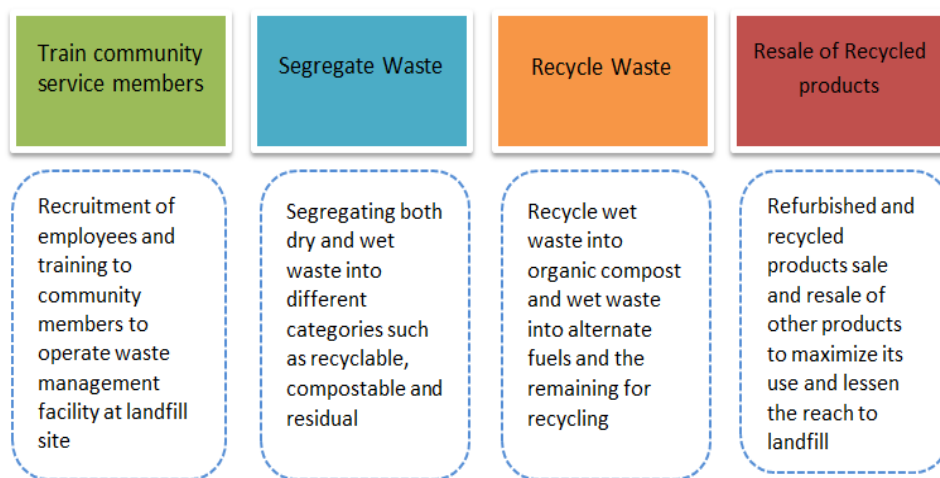 Train community
service members
Segregate Waste
Recycle Waste
Resale of Recycled
products
Recruitment of
employees and
training to
community
members to
operate waste
management
facility at landfill
site
Segregating both
dry and wet
waste into
different
categories such
as recyclable,
compostable and
residual
Recycle wet
waste into
organic compost
and wet waste
into alternate
fuels and the
remaining for
recycling
Refurbished and
recycled
products sale
and resale of
other products
to maximize its
use and lessen
the reach to
landfill